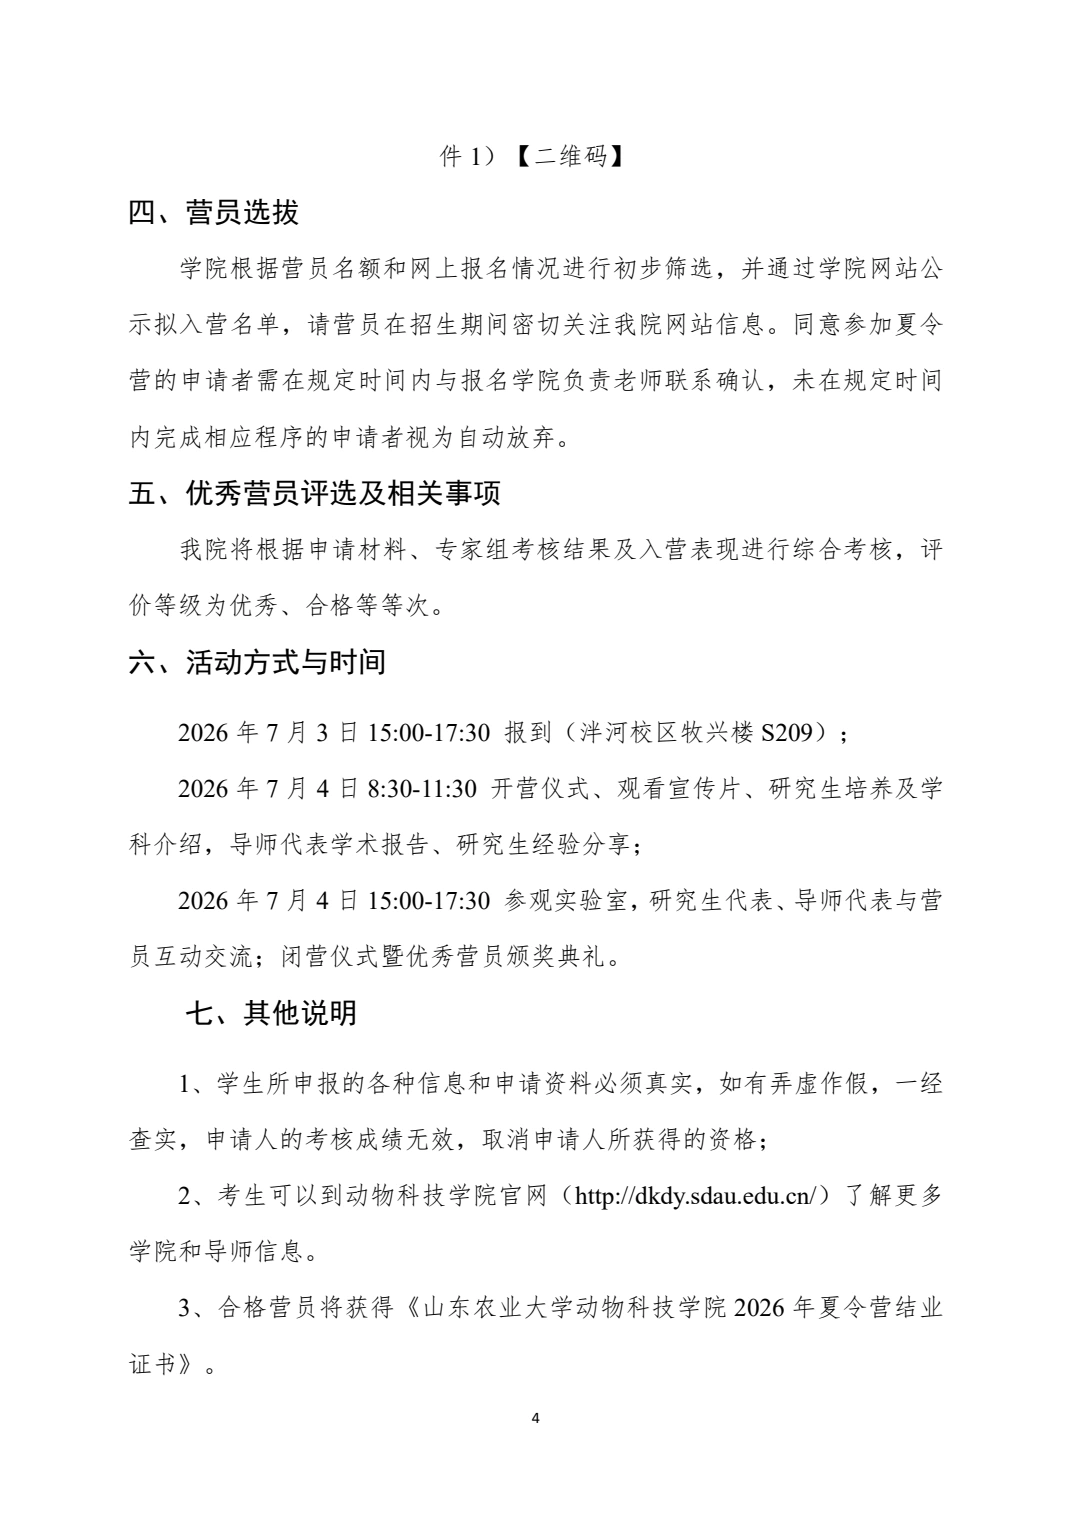 件 1）【二维码】
四、营员选拔
学院根据营员名额和网上报名情况进行初步筛选，并通过学院网站公
示拟入营名单，请营员在招生期间密切关注我院网站信息。同意参加夏令
营的申请者需在规定时间内与报名学院负责老师联系确认，未在规定时间
内完成相应程序的申请者视为自动放弃。
五、优秀营员评选及相关事项
我院将根据申请材料、专家组考核结果及入营表现进行综合考核，评
价等级为优秀、合格等等次。
六、活动方式与时间
2026 年 7 月 3 日 15:00-17:30 报到（泮河校区牧兴楼 S209）;
2026 年 7 月 4 日 8:30-11:30 开营仪式、观看宣传片、研究生培养及学
科介绍，导师代表学术报告、研究生经验分享;
2026 年 7 月 4 日 15:00-17:30 参观实验室，研究生代表、导师代表与营
员互动交流；闭营仪式暨优秀营员颁奖典礼。
七、其他说明
1、学生所申报的各种信息和申请资料必须真实，如有弄虚作假，一经
查实，申请人的考核成绩无效，取消申请人所获得的资格;
2、考生可以到动物科技学院官网（http://dkdy.sdau.edu.cn/）了解更多
学院和导师信息。
3、合格营员将获得《山东农业大学动物科技学院 2026 年夏令营结业
证书》。
4